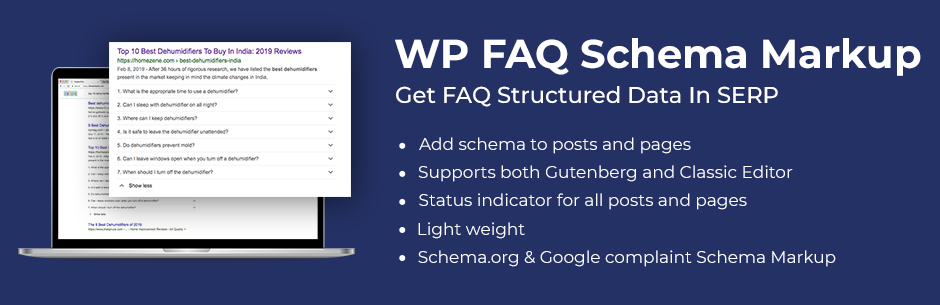 Top 10 Best Dehumidifiers To Buy In India: 2019 Reviews
https://homezene.com › best-dehumidifiers-india
Feb 8, 2019 - After 36 hours of rigorous research, we have listed the best dehumidifiers
present in the market keeping in mind the climate changes in India.
1. What is the appropriate time to use a dehumidifier?
2. Can I sleep with dehumidifier on all right?
3. Where can I keep dehumidifiers?
4. Is it safe to leave the dehumidifier unattended?
5. Do dehumidifiers prevent mold?
6. Can I leave windows open when you turn off a dehumidifier?
7. When should I turn off the dehumidifier?
Show less
The 9 Best Dehumidifiers of 2019
WP FAQ Schema Markup
Get FAQ Structured Data In SERP
• Add schema to posts and pages
• Supports both Gutenberg and Classic Editor
• Status indicator for all posts and pages
• Light weight
• Schema.org & Google complaint Schema Markup